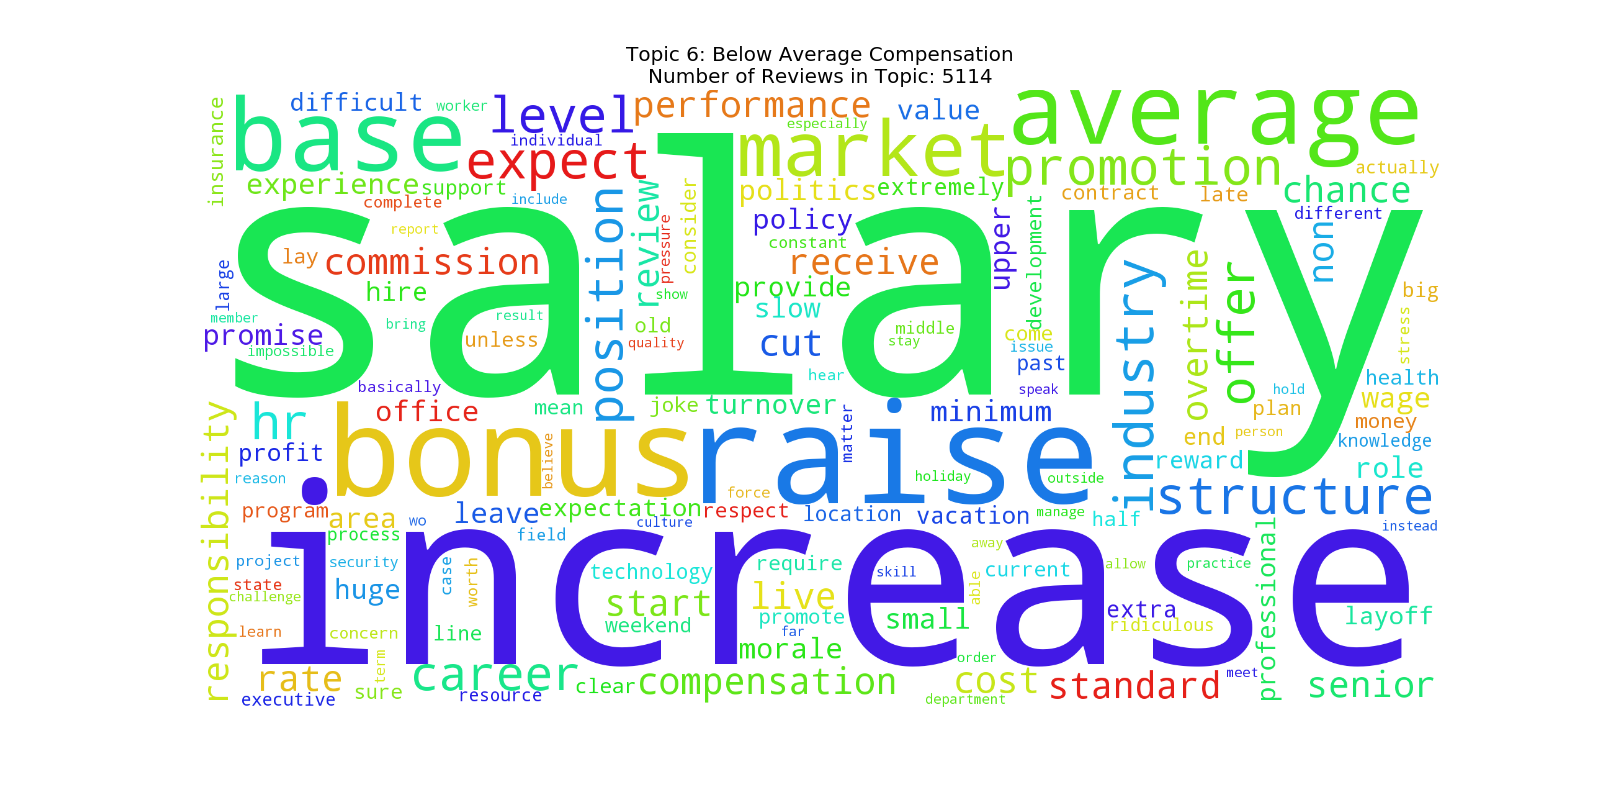 Topic 6: Below Average Compensation
Number of Reviews in Topic: 5114
difficult
worker
level
performance
value
average
insurance
base
individual
especially
market
expect
promotion
actually
experience
support
politics
extremely
contract
late
chance
complete
include
consider
policy
upper
development
different
report
position
review
pressure
constant
non
salary
lay
commission
receive
industry
overtime
offer
large
hire
show
provide
big
member
promise
bring
result
old
slow
middle
come
stress
impossible
unless
quality
cut
stay
issue
past
basically
hear
speak
hold
health
office
mean
joke
turnover
minimum
plan
wage
responsibility
hr
matter
end
person
money
knowledge
profit
believe
bonus
raise
holiday
outside
reward
role
reason
force
structure
program
area
wo
leave
expectation
respect
location
vacation
manage
half
instead
process
field
culture
increase
away
professional
project
security
case
worth
technology
require
skill
current
able
allow
practice
state
challenge
huge
start
live
extra
weekend
promote
small
ridiculous
layoff
learn
concern
line
far
morale
order
term
rate
career
clear
compensation
cost
standard
meet
senior
executive
sure
resource
department